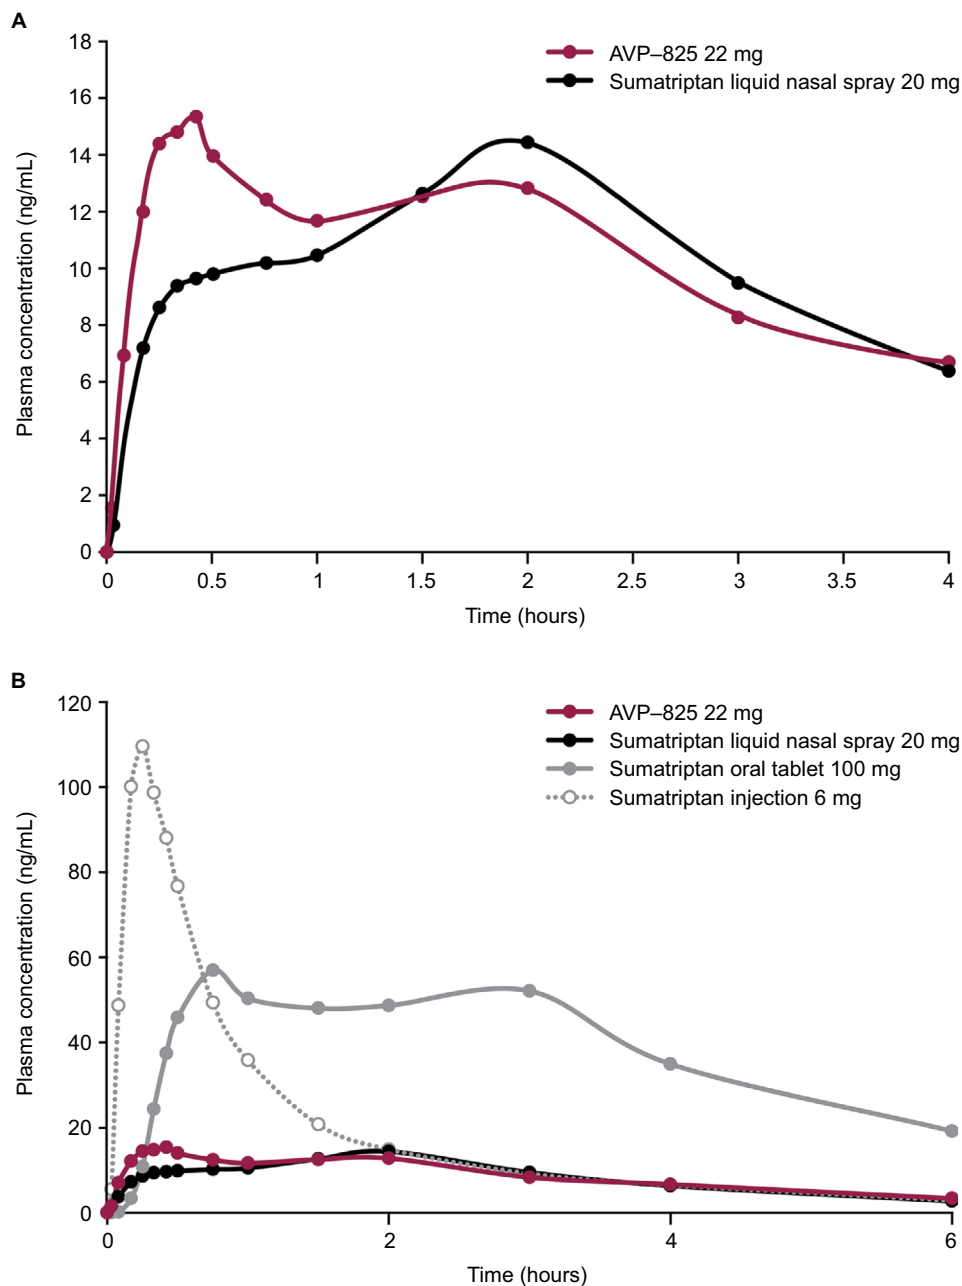 A
18
16
14
12
10
8
6
4
2
0
Plasma concentration (ng/mL)
AVP–825 22 mg
Sumatriptan liquid nasal spray 20 mg
0
0.5
1
1.5
2
2.5
3
3.5
4
Time (hours)
B
120
100
80
60
40
20
0
Plasma concentration (ng/mL)
AVP–825 22 mg
Sumatriptan liquid nasal spray 20 mg
Sumatriptan oral tablet 100 mg
Sumatriptan injection 6 mg
0
2
4
6
Time (hours)